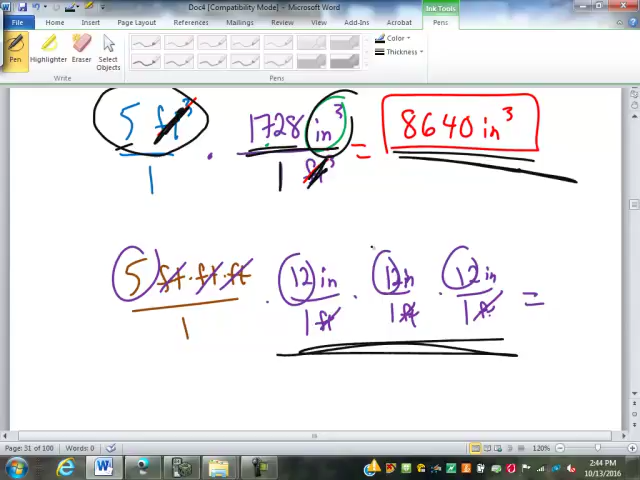 Doc4 [Compatibility Mode] - Microsoft Word
Ink Tools
File Home Insert Page Layout References Mailings Review View Add-Ins Acrobat Pens
Pen Highlighter Eraser Select Objects
Color
Thickness
Write Pens
5 ft³ 1728 in³ = 8640 in³
1 · 1 ft³
5 ft·ft·ft · 12 in · 12 in · 12 in =
1 1 ft 1 ft 1 ft
Page: 31 of 100 Words: 0 120%
2:44 PM
10/13/2016